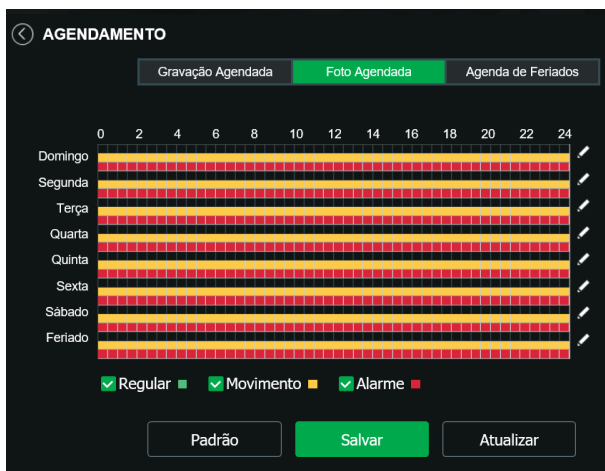 AGENDAMENTO
Gravação Agendada Foto Agendada Agenda de Feriados
0 2 4 6 8 10 12 14 16 18 20 22 24
Domingo
Segunda
Terça
Quarta
Quinta
Sexta
Sábado
Feriado
Regular Movimento Alarme
Padrão Salvar Atualizar